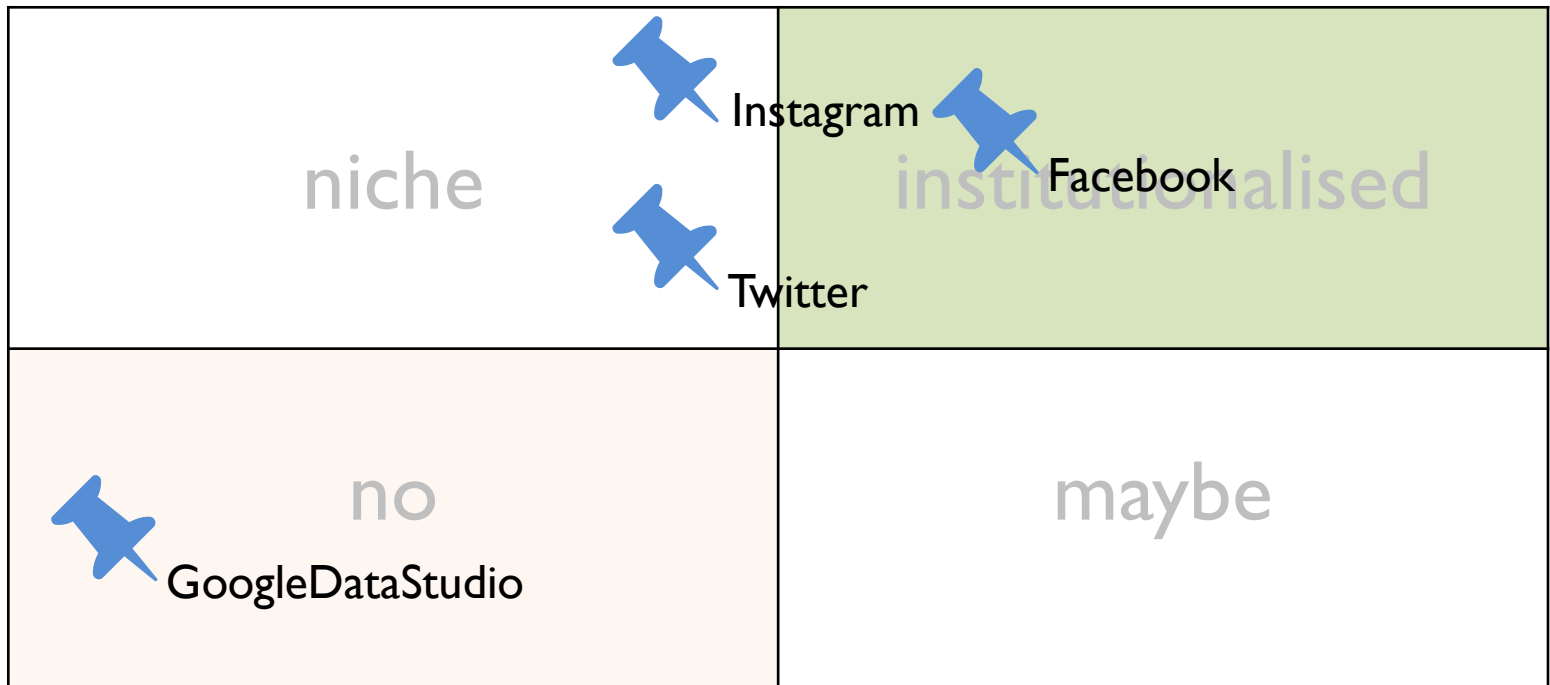 Instagram
niche
institutionalised
Facebook
Twitter
no
maybe
GoogleDataStudio